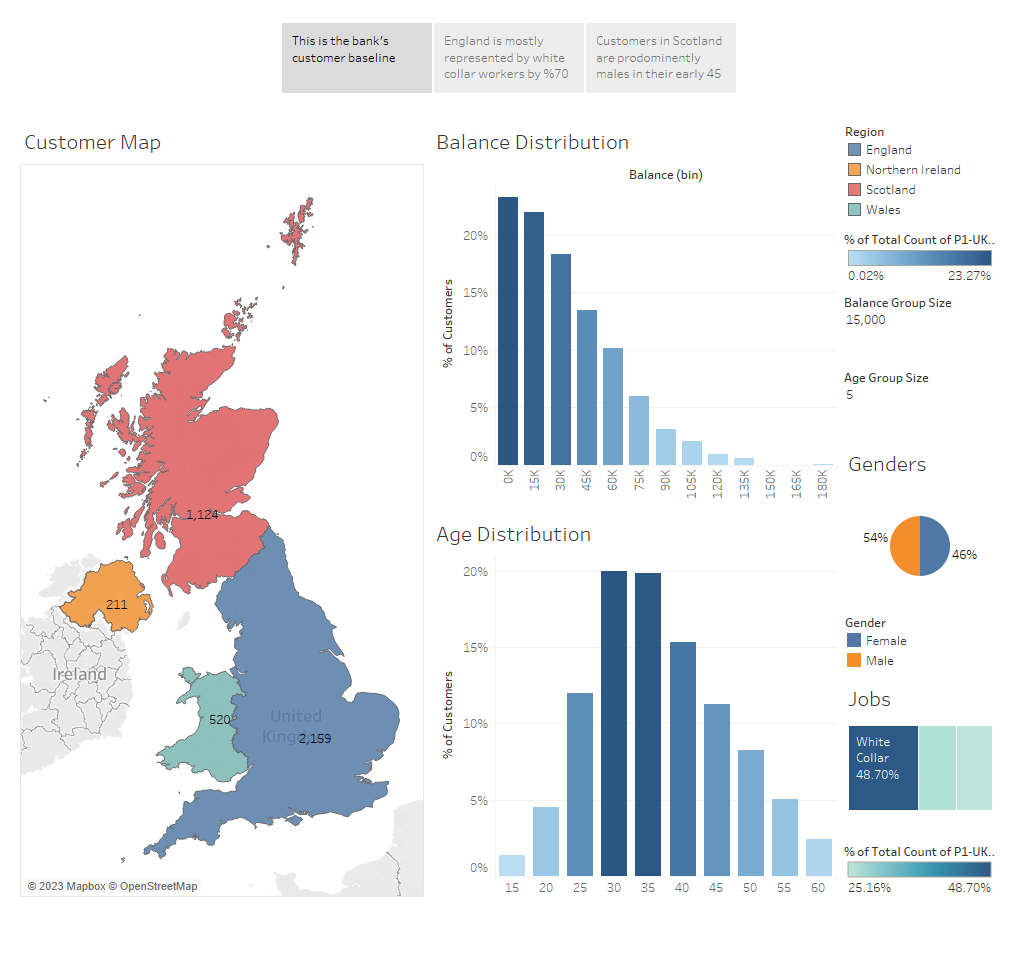 This is the bank's
customer baseline
England is mostly
represented by white
collar workers by %70
Customers in Scotland
are prodominently
males in their early 45
Customer Map
1,124
211
Ireland
520
United
Kingdom
2,159
© 2023 Mapbox © OpenStreetMap
Balance Distribution
Balance (bin)
% of Customers
20%
15%
10%
5%
0%
0K 15K 30K 45K 60K 75K 90K 105K 120K 135K 150K 165K 180K
Age Distribution
% of Customers
20%
15%
10%
5%
0%
15 20 25 30 35 40 45 50 55 60
Region
England
Northern Ireland
Scotland
Wales
% of Total Count of P1-UK..
0.02% 23.27%
Balance Group Size
15,000
Age Group Size
5
Genders
54%
46%
Gender
Female
Male
Jobs
White
Collar
48.70%
% of Total Count of P1-UK..
25.16% 48.70%